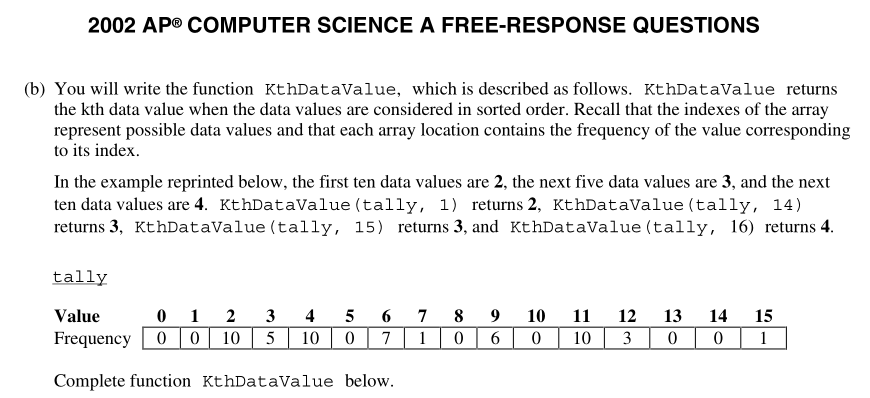 2002 AP® COMPUTER SCIENCE A FREE-RESPONSE QUESTIONS
(b) You will write the function KthDataValue, which is described as follows. KthDataValue returns
the kth data value when the data values are considered in sorted order. Recall that the indexes of the array
represent possible data values and that each array location contains the frequency of the value corresponding
to its index.
In the example reprinted below, the first ten data values are 2, the next five data values are 3, and the next
ten data values are 4. KthDataValue(tally, 1) returns 2, KthDataValue(tally, 14)
returns 3, KthDataValue(tally, 15) returns 3, and KthDataValue(tally, 16) returns 4.
tally
Value 0 1 2 3 4 5 6 7 8 9 10 11 12 13 14 15
Frequency 0 0 10 5 10 0 7 1 0 6 0 10 3 0 0 1
Complete function KthDataValue below.